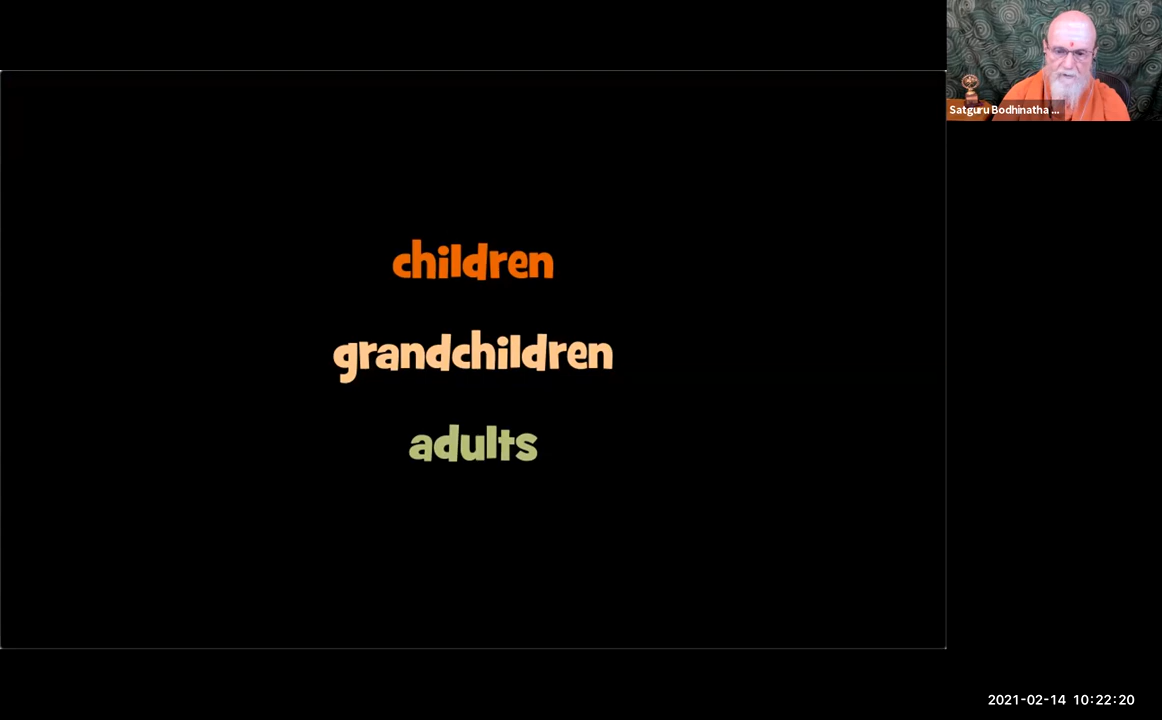 Satguru Bodhinatha ...
children
grandchildren
adults
2021-02-14 10:22:20